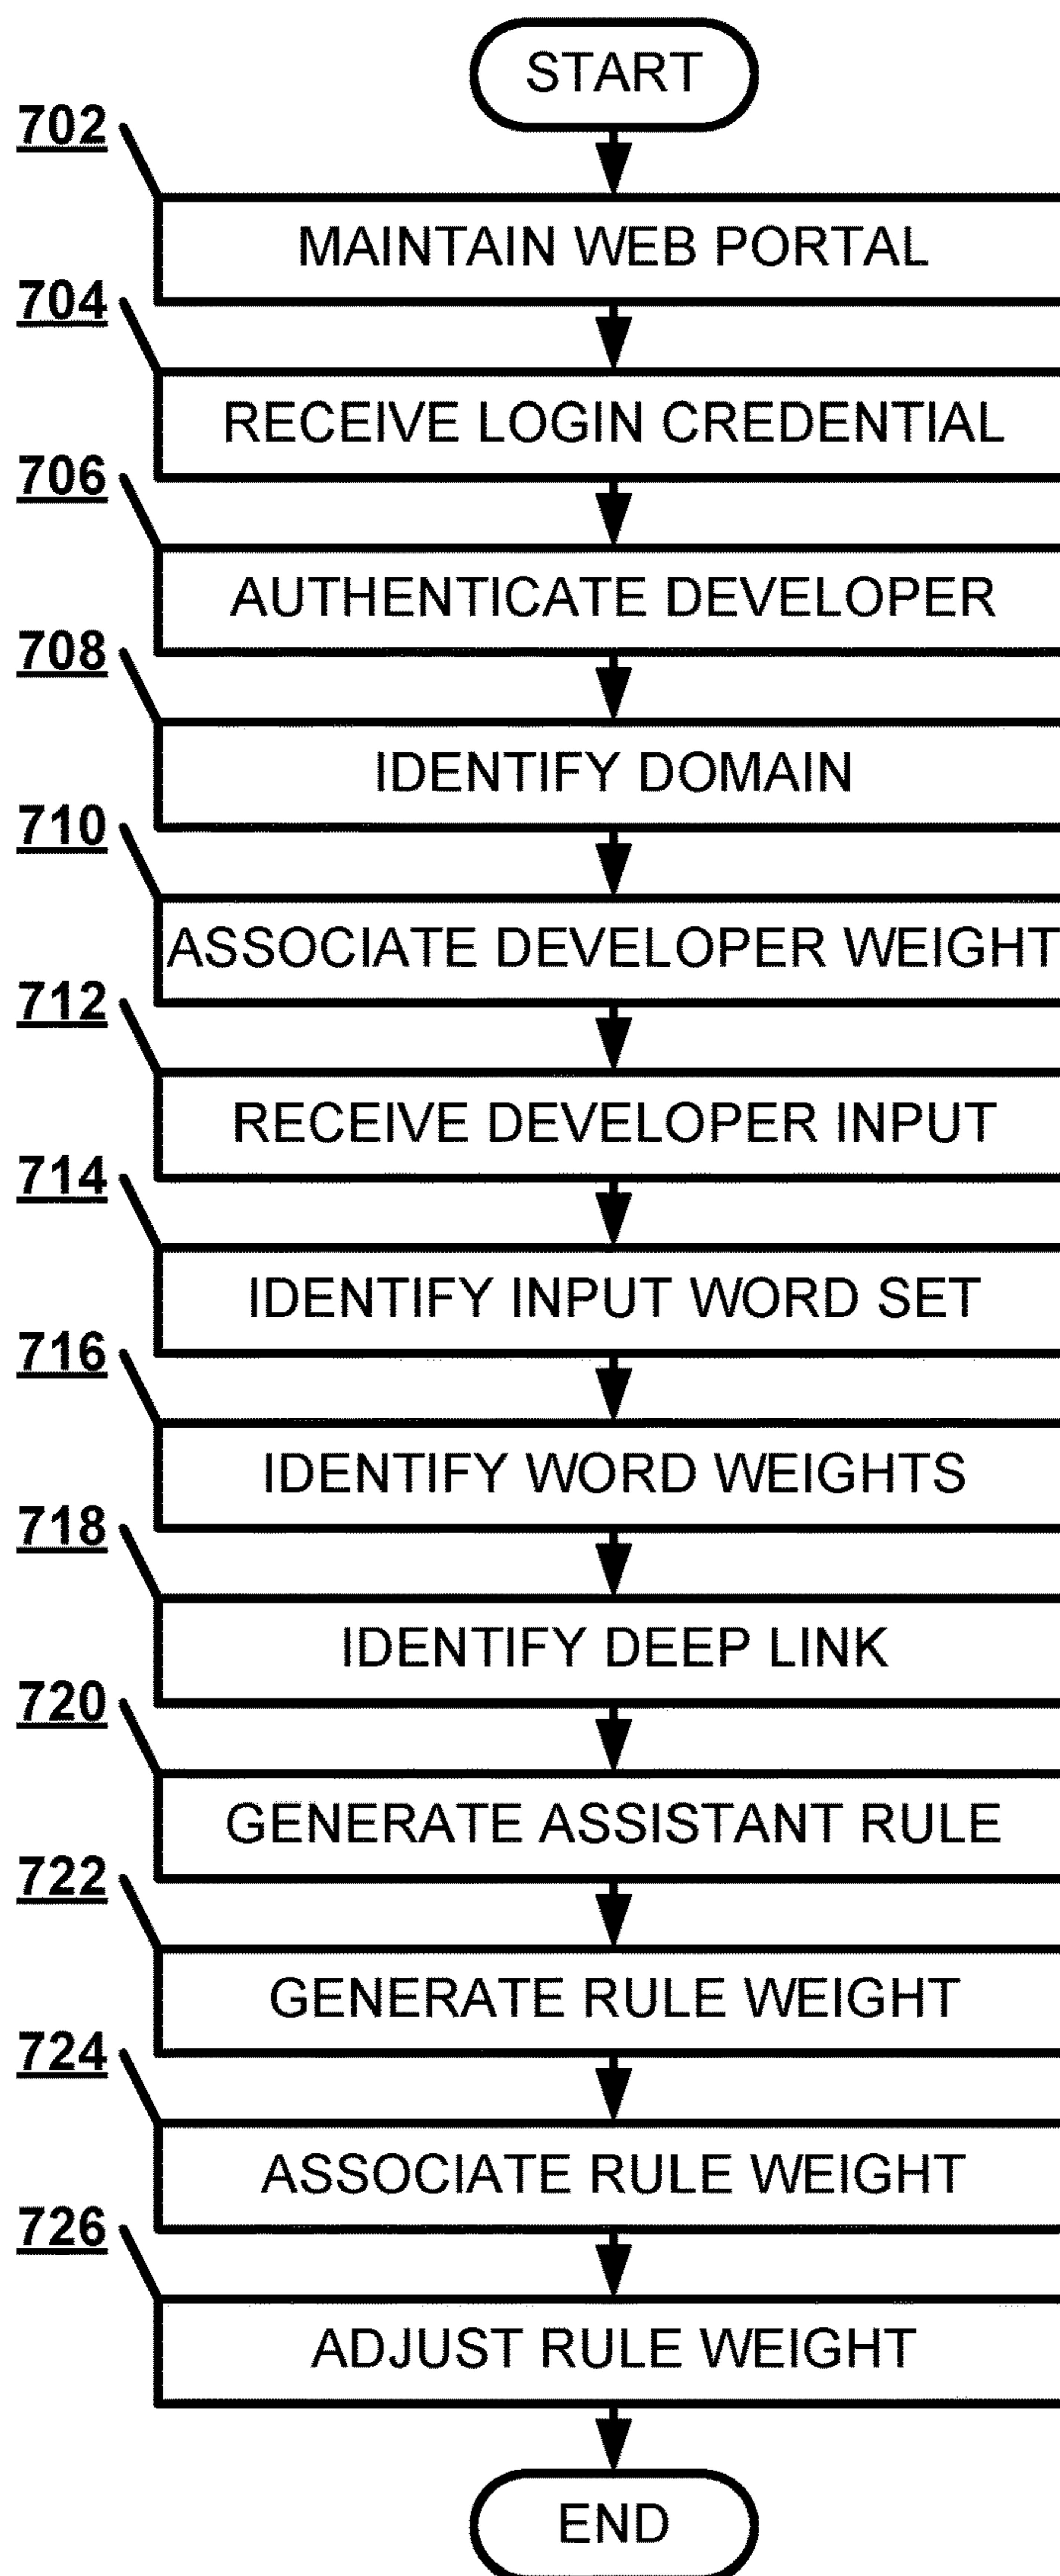 START
702
MAINTAIN WEB PORTAL
704
RECEIVE LOGIN CREDENTIAL
706
AUTHENTICATE DEVELOPER
708
IDENTIFY DOMAIN
710
ASSOCIATE DEVELOPER WEIGHT
712
RECEIVE DEVELOPER INPUT
714
IDENTIFY INPUT WORD SET
716
IDENTIFY WORD WEIGHTS
718
IDENTIFY DEEP LINK
720
GENERATE ASSISTANT RULE
722
GENERATE RULE WEIGHT
724
ASSOCIATE RULE WEIGHT
726
ADJUST RULE WEIGHT
END